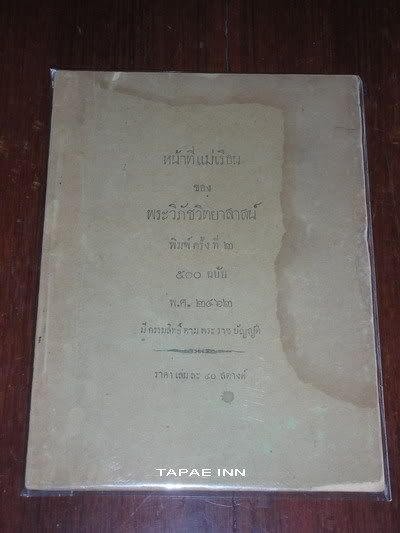 หน้าที่แม่เรือน
ของ
พระวิภัชวิทยาสาสน์
พิมพ์ครั้งที่ ๒
๕๐๐ ฉบับ
พ.ศ. ๒๔๖๒
มีความสิทธิ์ตามพระราชบัญญัติ
ราคาเล่มละ ๔๐ สตางค์
TAPAE INN